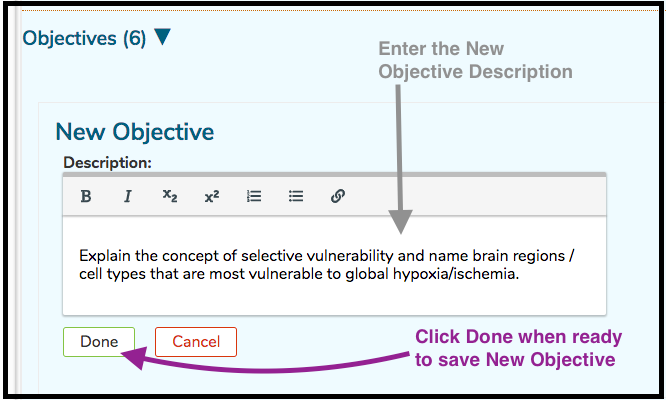 Objectives (6) ▼
Enter the New
Objective Description
New Objective
Description:
B I x₂ x²
Explain the concept of selective vulnerability and name brain regions /
cell types that are most vulnerable to global hypoxia/ischemia.
Done Cancel
Click Done when ready
to save New Objective